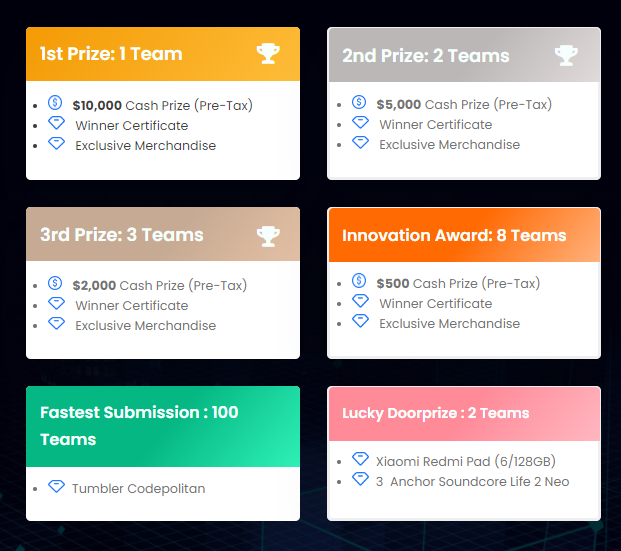 1st Prize: 1 Team
$10,000 Cash Prize (Pre-Tax)
Winner Certificate
Exclusive Merchandise
2nd Prize: 2 Teams
$5,000 Cash Prize (Pre-Tax)
Winner Certificate
Exclusive Merchandise
3rd Prize: 3 Teams
$2,000 Cash Prize (Pre-Tax)
Winner Certificate
Exclusive Merchandise
Innovation Award: 8 Teams
$500 Cash Prize (Pre-Tax)
Winner Certificate
Exclusive Merchandise
Fastest Submission : 100
Teams
Tumbler Codepolitan
Lucky Doorprize : 2 Teams
Xiaomi Redmi Pad (6/128GB)
3 Anchor Soundcore Life 2 Neo